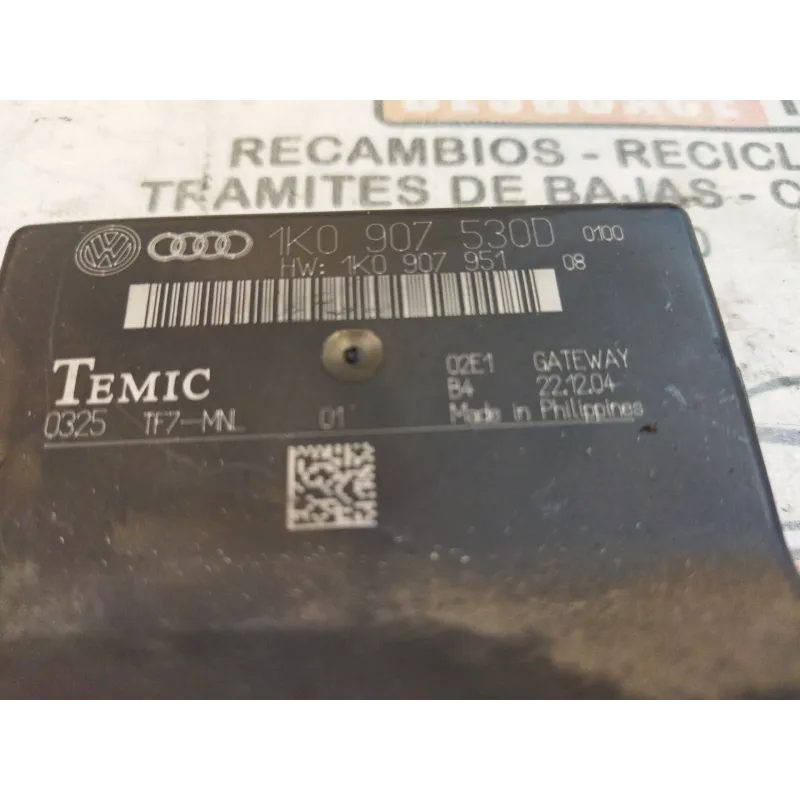 RECAMBIOS - RECICL
TRAMITES DE BAJAS - C
1K0 907 530D 0100
HW: 1K0 907 951 08
TEMIC
02E1 GATEWAY
B4 22.12.04
0325 TF7-MNL 01 Made in Philippines